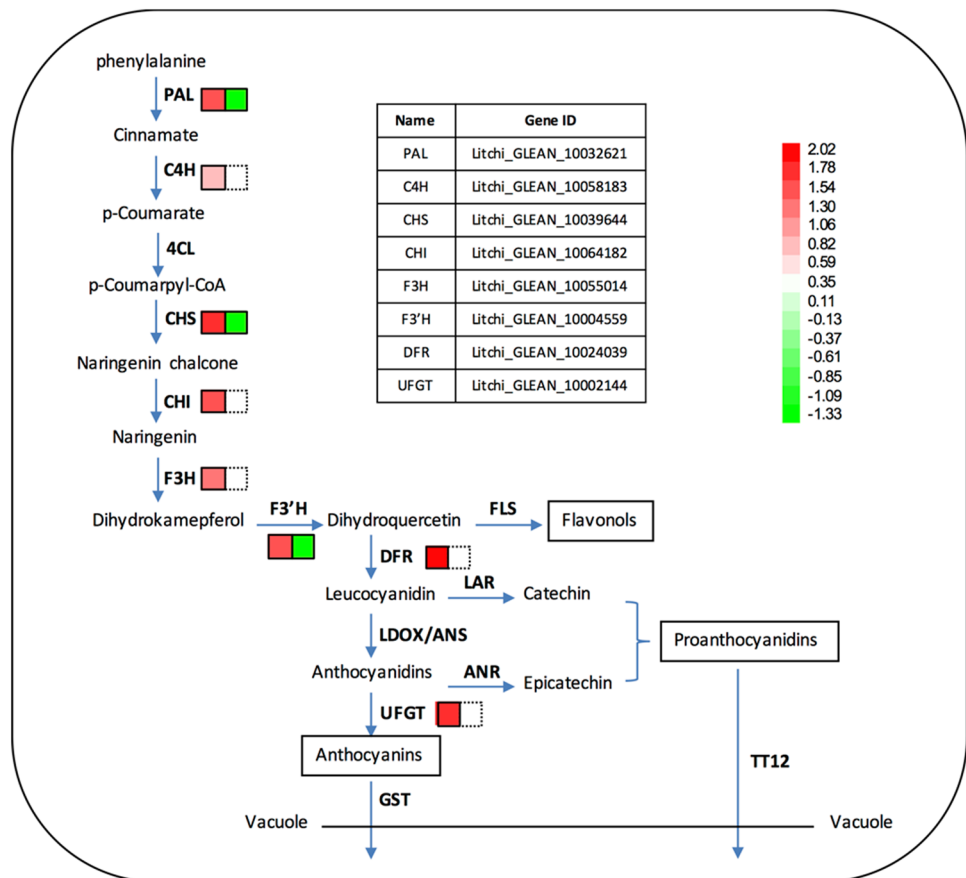 phenylalanine
PAL
Cinnamate
C4H
p-Coumarate
4CL
p-Coumarpyl-CoA
CHS
Naringenin chalcone
CHI
Naringenin
F3H
Dihydrokamepferol
F3’H
Dihydroquercetin
FLS
Flavonols
DFR
Leucocyanidin
LAR
Catechin
LDOX/ANS
Proanthocyanidins
Anthocyanidins
ANR
Epicatechin
UFGT
Anthocyanins
TT12
GST
Vacuole
Vacuole
Name Gene ID
PAL Litchi_GLEAN_10032621
C4H Litchi_GLEAN_10058183
CHS Litchi_GLEAN_10039644
CHI Litchi_GLEAN_10064182
F3H Litchi_GLEAN_10055014
F3’H Litchi_GLEAN_10004559
DFR Litchi_GLEAN_10024039
UFGT Litchi_GLEAN_10002144
2.02
1.78
1.54
1.30
1.06
0.82
0.59
0.35
0.11
-0.13
-0.37
-0.61
-0.85
-1.09
-1.33